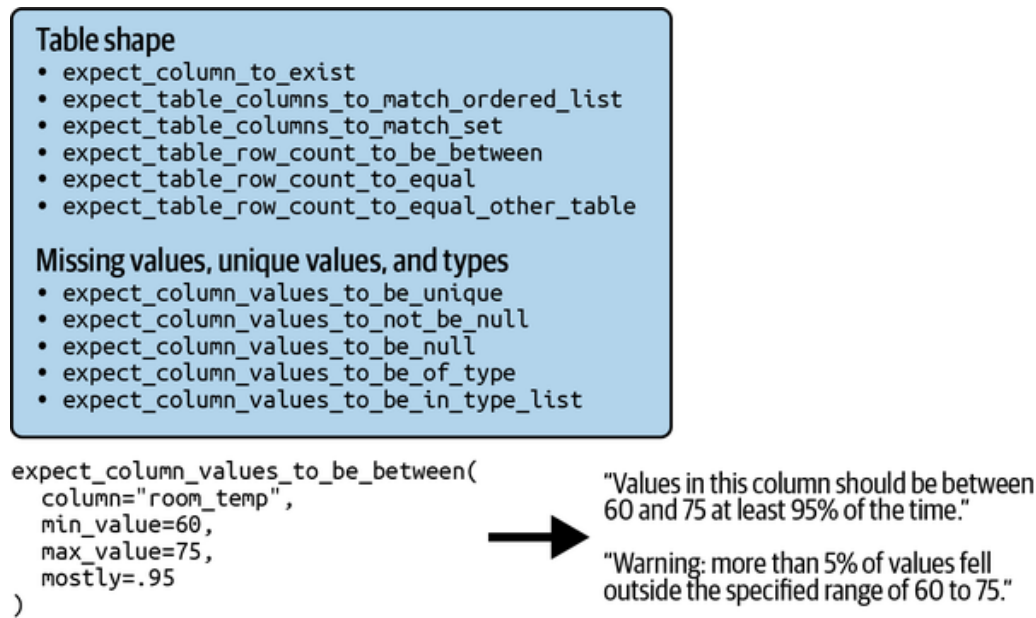 Table shape
• expect_column_to_exist
• expect_table_columns_to_match_ordered_list
• expect_table_columns_to_match_set
• expect_table_row_count_to_be_between
• expect_table_row_count_to_equal
• expect_table_row_count_to_equal_other_table
Missing values, unique values, and types
• expect_column_values_to_be_unique
• expect_column_values_to_not_be_null
• expect_column_values_to_be_null
• expect_column_values_to_be_of_type
• expect_column_values_to_be_in_type_list
expect_column_values_to_be_between(
column="room_temp",
min_value=60,
max_value=75,
mostly=.95
)
“Values in this column should be between
60 and 75 at least 95% of the time.”
“Warning: more than 5% of values fell
outside the specified range of 60 to 75.”